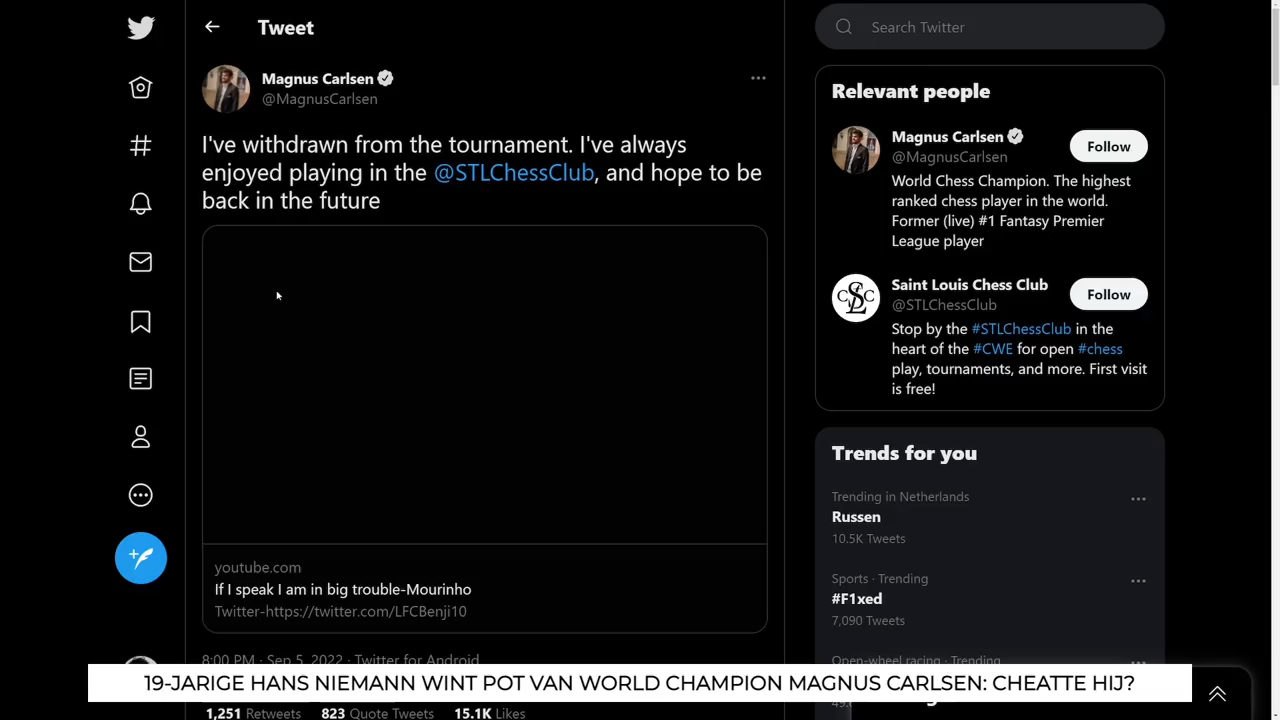 Tweet
Magnus Carlsen
@MagnusCarlsen
I've withdrawn from the tournament. I've always
enjoyed playing in the @STLChessClub, and hope to be
back in the future
youtube.com
If I speak I am in big trouble-Mourinho
Twitter-https://twitter.com/LFCBenji10
8:00 PM · Sep 5, 2022 · Twitter for Android
1,251 Retweets 823 Quote Tweets 15.1K Likes
Search Twitter
Relevant people
Magnus Carlsen
@MagnusCarlsen
Follow
World Chess Champion. The highest
ranked chess player in the world.
Former (live) #1 Fantasy Premier
League player
Saint Louis Chess Club
@STLChessClub
Follow
Stop by the #STLChessClub in the
heart of the #CWE for open #chess
play, tournaments, and more. First visit
is free!
Trends for you
Trending in Netherlands
Russen
10.5K Tweets
Sports · Trending
#F1xed
7,090 Tweets
Open-wheel racing · Trending
19-JARIGE HANS NIEMANN WINT POT VAN WORLD CHAMPION MAGNUS CARLSEN: CHEATTE HIJ?